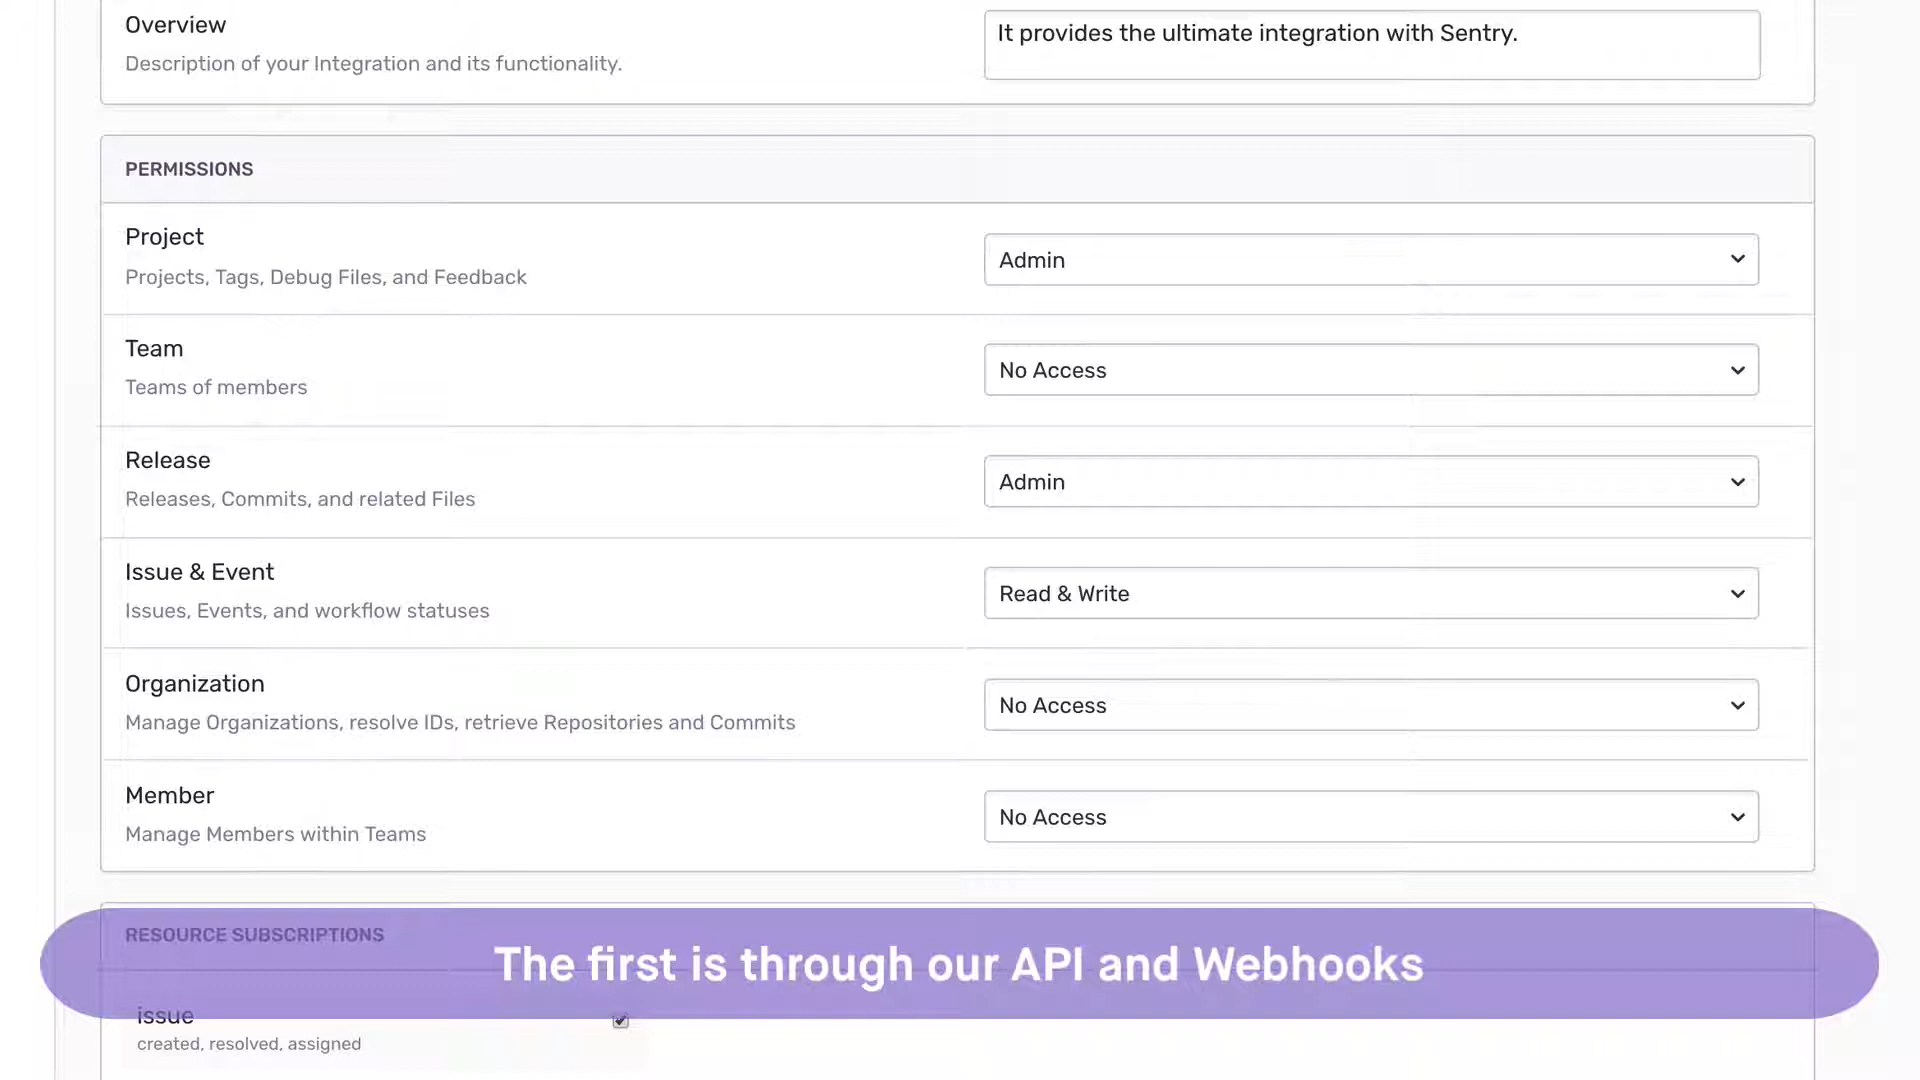 Overview
It provides the ultimate integration with Sentry.
Description of your Integration and its functionality.
PERMISSIONS
Project
Admin
Projects, Tags, Debug Files, and Feedback
Team
No Access
Teams of members
Release
Admin
Releases, Commits, and related Files
Issue & Event
Read & Write
Issues, Events, and workflow statuses
Organization
No Access
Manage Organizations, resolve IDs, retrieve Repositories and Commits
Member
No Access
Manage Members within Teams
RESOURCE SUBSCRIPTIONS
The first is through our API and Webhooks
issue
created, resolved, assigned